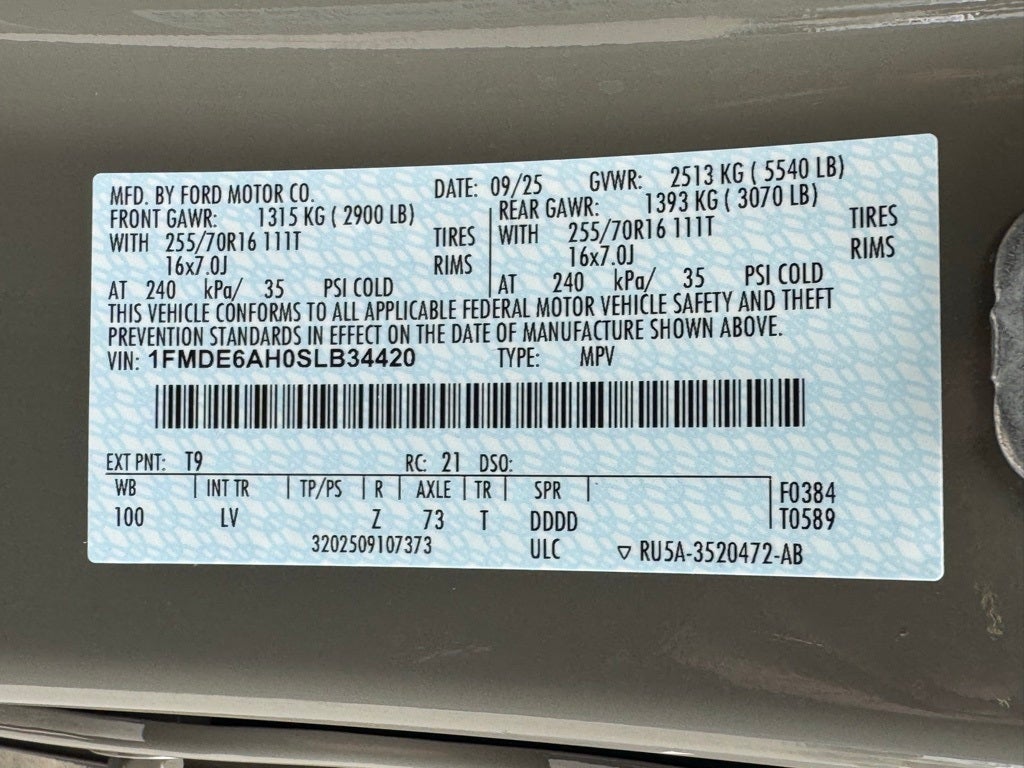 MFD. BY FORD MOTOR CO. DATE: 09/25 GVWR: 2513 KG ( 5540 LB)
FRONT GAWR: 1315 KG ( 2900 LB) REAR GAWR: 1393 KG ( 3070 LB)
WITH 255/70R16 111T TIRES WITH 255/70R16 111T TIRES
16x7.0J RIMS 16x7.0J RIMS
AT 240 kPa/ 35 PSI COLD AT 240 kPa/ 35 PSI COLD
THIS VEHICLE CONFORMS TO ALL APPLICABLE FEDERAL MOTOR VEHICLE SAFETY AND THEFT
PREVENTION STANDARDS IN EFFECT ON THE DATE OF MANUFACTURE SHOWN ABOVE.
VIN: 1FMDE6AH0SLB34420 TYPE: MPV
EXT PNT: T9 RC: 21 DSO:
WB INT TR TP/PS R AXLE TR SPR F0384
100 LV Z 73 T DDDD T0589
3202509107373 ULC ▽ RU5A-3520472-AB